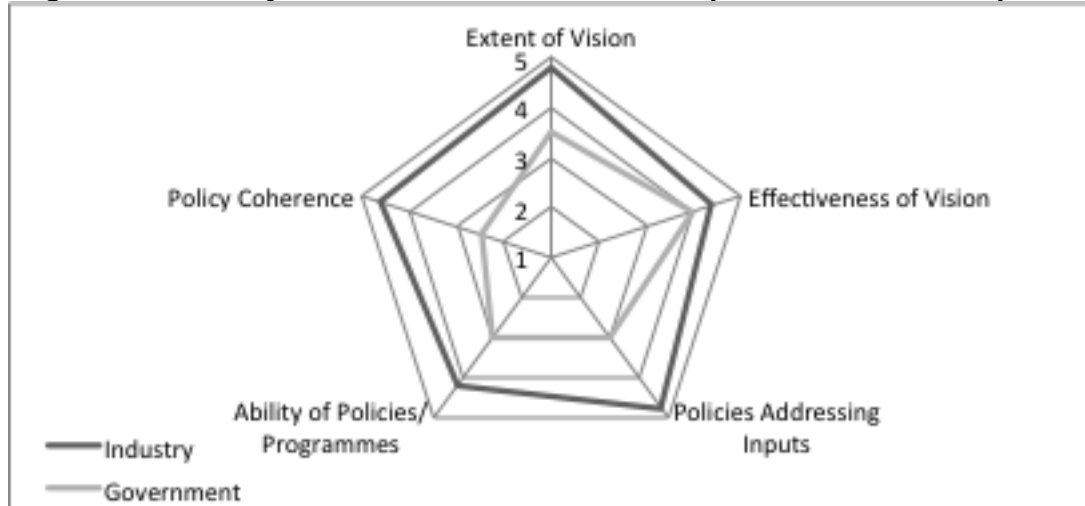 Extent of Vision
5
4
3
2
1
Policy Coherence
Effectiveness of Vision
Ability of Policies/
Programmes
Policies Addressing
Inputs
Industry
Government